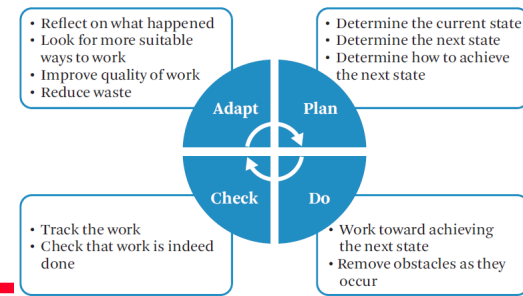 • Reflect on what happened
• Look for more suitable
ways to work
• Improve quality of work
• Reduce waste
• Determine the current state
• Determine the next state
• Determine how to achieve
the next state
Adapt
Plan
Check
Do
• Track the work
• Check that work is indeed
done
• Work toward achieving
the next state
• Remove obstacles as they
occur